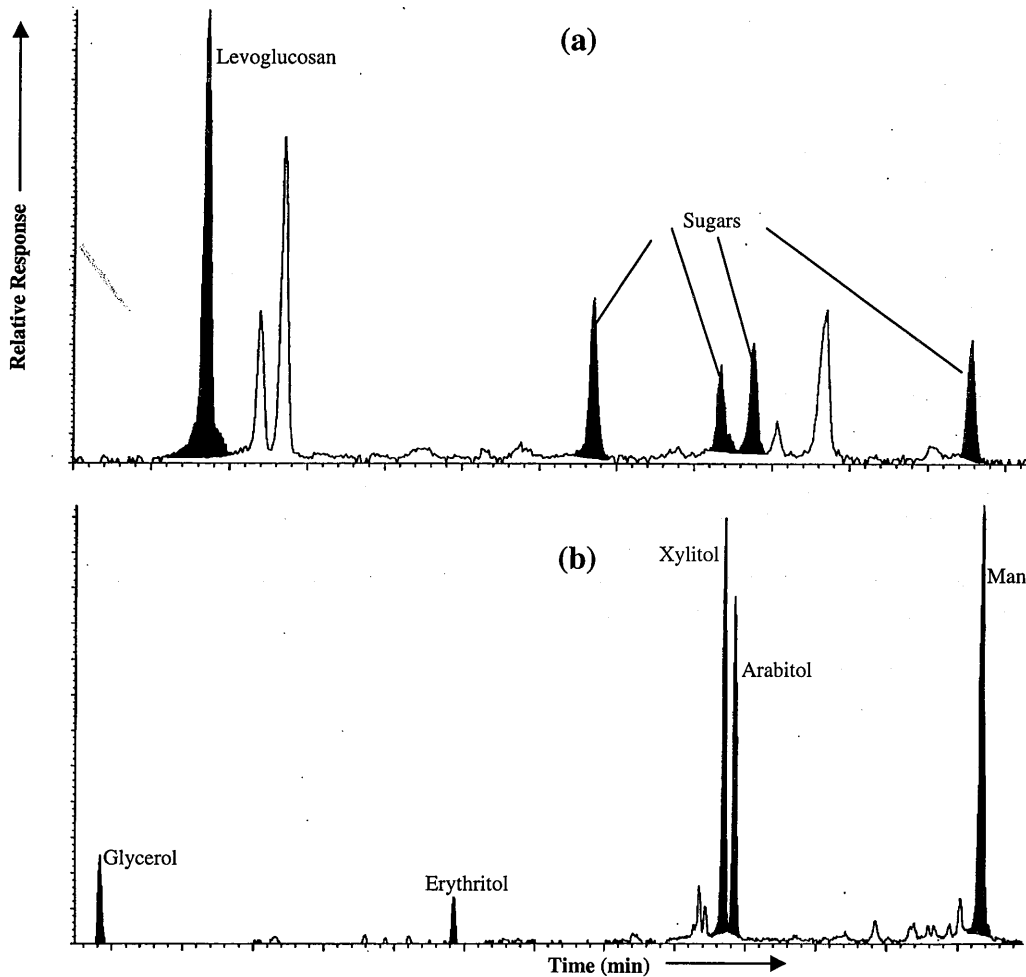 (a)
Levoglucosan
Sugars
Relative Response
(b)
Xylitol
Man
Arabitol
Glycerol
Erythritol
Time (min)